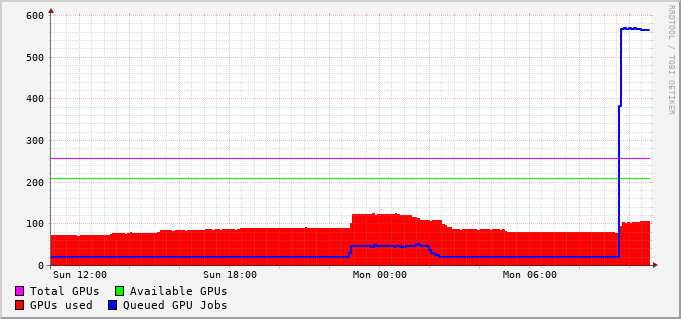 600
500
400
300
200
100
0
Sun 12:00 Sun 18:00 Mon 00:00 Mon 06:00
Total GPUs Available GPUs
GPUs used Queued GPU Jobs
RRDTOOL / TOBI OETIKER